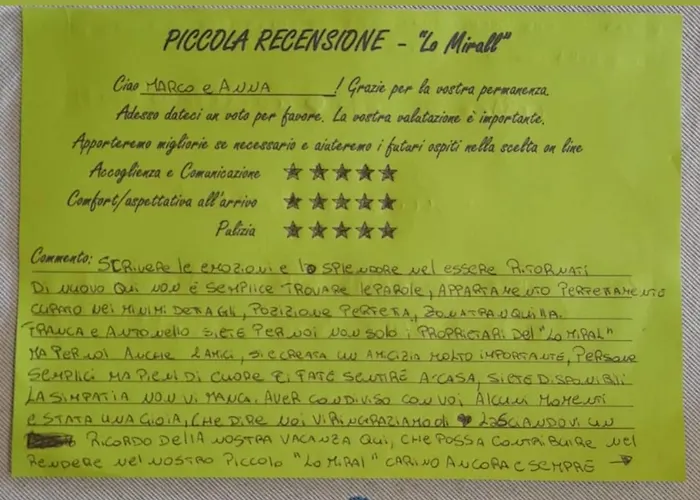 PICCOLA RECENSIONE - "Lo Mirall"
Ciao MARCO e ANNA ! Grazie per la vostra permanenza.
Adesso dateci un voto per favore. La vostra valutazione è importante.
Apporteremo migliorie se necessario e aiuteremo i futuri ospiti nella scelta on line
Accoglienza e Comunicazione ★★★★★
Comfort/aspettativa all'arrivo ★★★★★
Pulizia ★★★★★
Commento: SCRIVERE le EMOZIONI e lo SPLENDORE nel ESSERE RITORNATI
DI NUOVO QUI NON È SEMPLICE TROVARE le PAROLE, APPARTAMENTO PERFETTAMENTE
CURATO NEI MINIMI DETTAGLI, POZIZIONE PERFETTA, ZONA TRANQUILLA.
FRANCA e ANTONELLO SIETE PER NOI NON SOLO i PROPRIETARI DEL "LO MIRAL"
MA PER NOI ANCHE AMICI, SI È CREATA UN AMICIZIA MOLTO IMPORTANTE, PERSONE
SEMPLICI MA PIENI DI CUORE CI FATE SENTIRE A CASA, SIETE DISPONIBILI
LA SIMPATIA NON VI MANCA. AVER CONDIVISO CON VOI ALCUNI MOMENTI
È STATA UNA GIOIA, CHE DIRE NOI VI RINGRAZIAMO di ♥ LASCIANDOVI UN
RICORDO DELLA NOSTRA VACANZA QUI, CHE POSSA CONTRIBUIRE nel
RENDERE nel VOSTRO PICCOLO "LO MIRAL" CARINO ANCORA E SEMPRE →